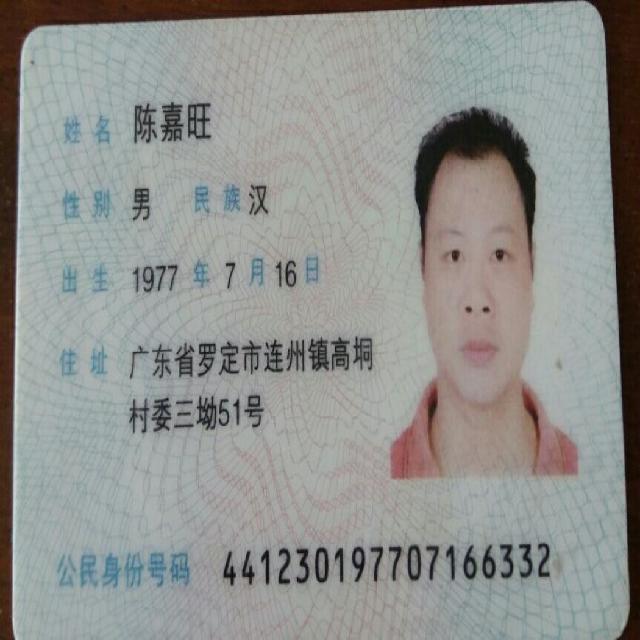 姓名 陈嘉旺
性别 男 民族 汉
出生 1977 年 7 月 16 日
住址 广东省罗定市连州镇高垌
村委三坳51号
公民身份号码 441230197707166332